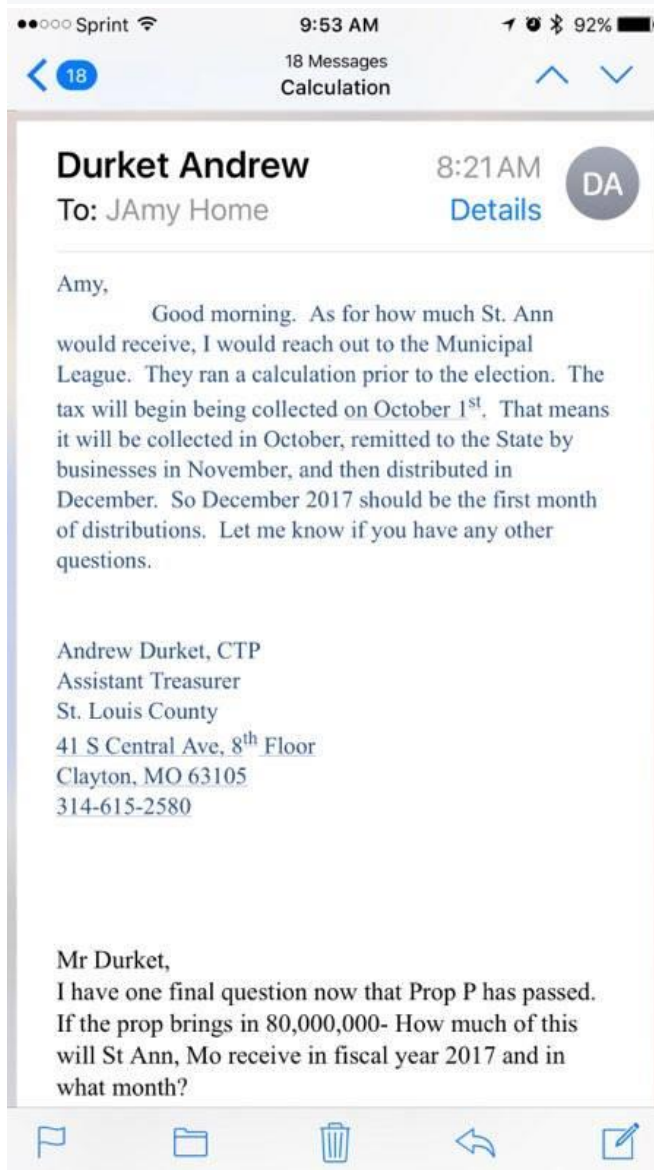 Sprint 9:53 AM 92%
18 18 Messages
Calculation
Durket Andrew 8:21 AM DA
To: JAmy Home Details
Amy,
Good morning. As for how much St. Ann
would receive, I would reach out to the Municipal
League. They ran a calculation prior to the election. The
tax will begin being collected on October 1st. That means
it will be collected in October, remitted to the State by
businesses in November, and then distributed in
December. So December 2017 should be the first month
of distributions. Let me know if you have any other
questions.
Andrew Durket, CTP
Assistant Treasurer
St. Louis County
41 S Central Ave, 8th Floor
Clayton, MO 63105
314-615-2580
Mr Durket,
I have one final question now that Prop P has passed.
If the prop brings in 80,000,000- How much of this
will St Ann, Mo receive in fiscal year 2017 and in
what month?